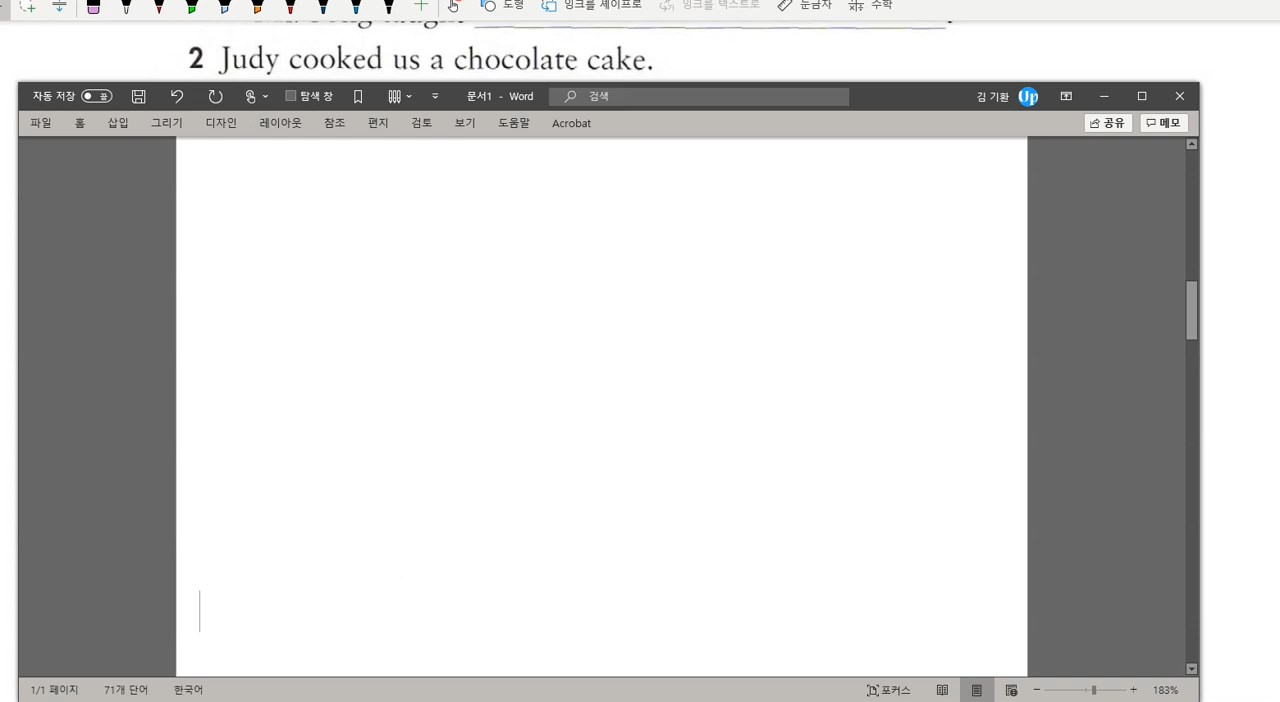 도형 잉크를 셰이프로 잉크를 텍스트로 눈금자 수학
2 Judy cooked us a chocolate cake.
자동 저장 끔 탐색 창 문서1 - Word 검색 김 기환 Up
파일 홈 삽입 그리기 디자인 레이아웃 참조 편지 검토 보기 도움말 Acrobat 공유 메모
1/1 페이지 71개 단어 한국어 포커스 183%